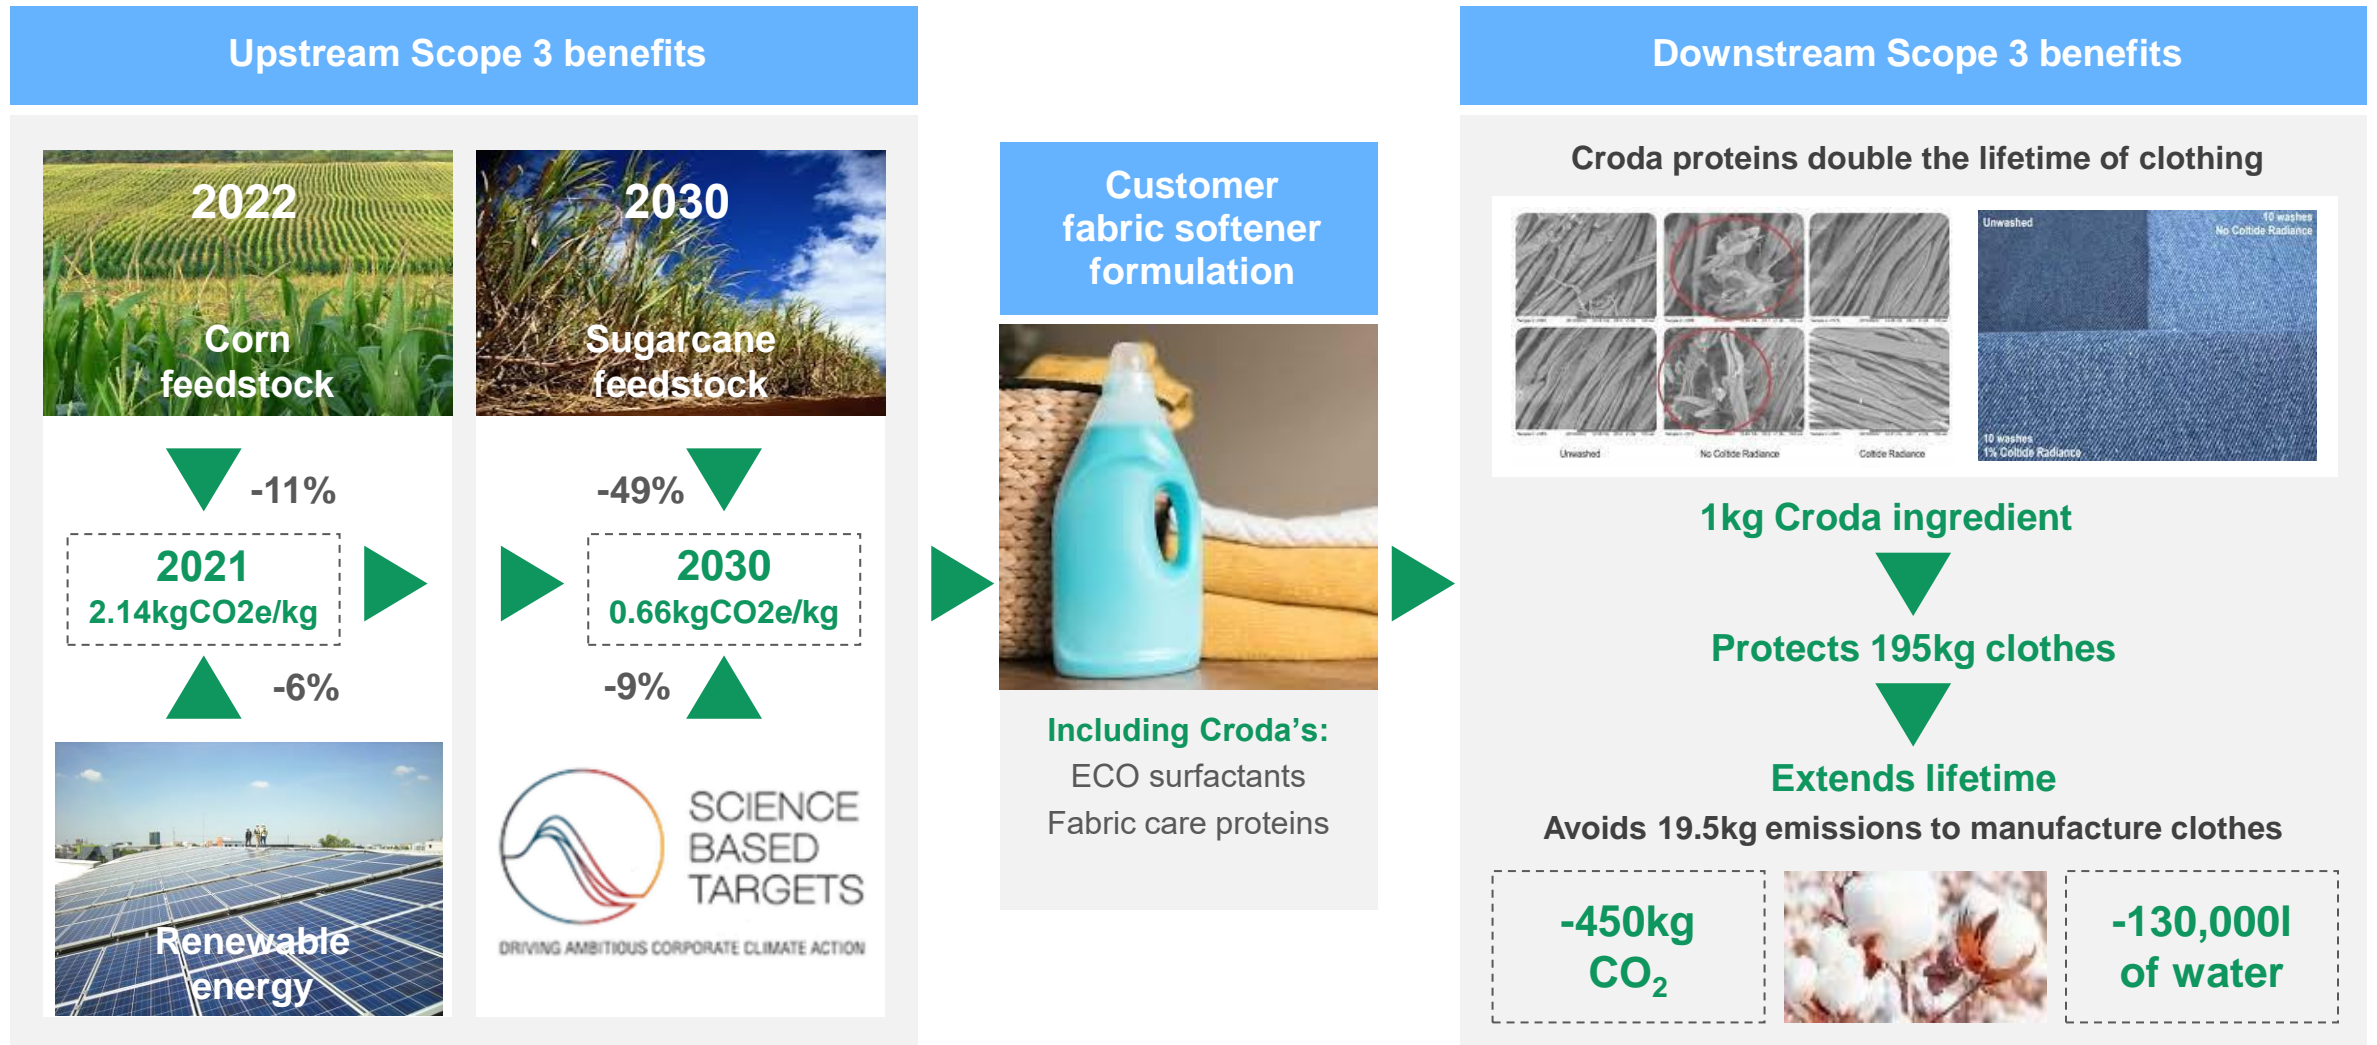 Upstream Scope 3 benefits
2022
Corn
feedstock
-11%
2021
2.14kgCO2e/kg
-6%
Renewable
energy
2030
Sugarcane
feedstock
-49%
2030
0.66kgCO2e/kg
-9%
SCIENCE
BASED
TARGETS
DRIVING AMBITIOUS CORPORATE CLIMATE ACTION
Customer
fabric softener
formulation
Including Croda’s:
ECO surfactants
Fabric care proteins
Downstream Scope 3 benefits
Croda proteins double the lifetime of clothing
Unwashed
No Coltide Radiance
Coltide Radiance
Unwashed
10 washes
No Coltide Radiance
10 washes
1% Coltide Radiance
1kg Croda ingredient
Protects 195kg clothes
Extends lifetime
Avoids 19.5kg emissions to manufacture clothes
-450kg
CO₂
-130,000l
of water